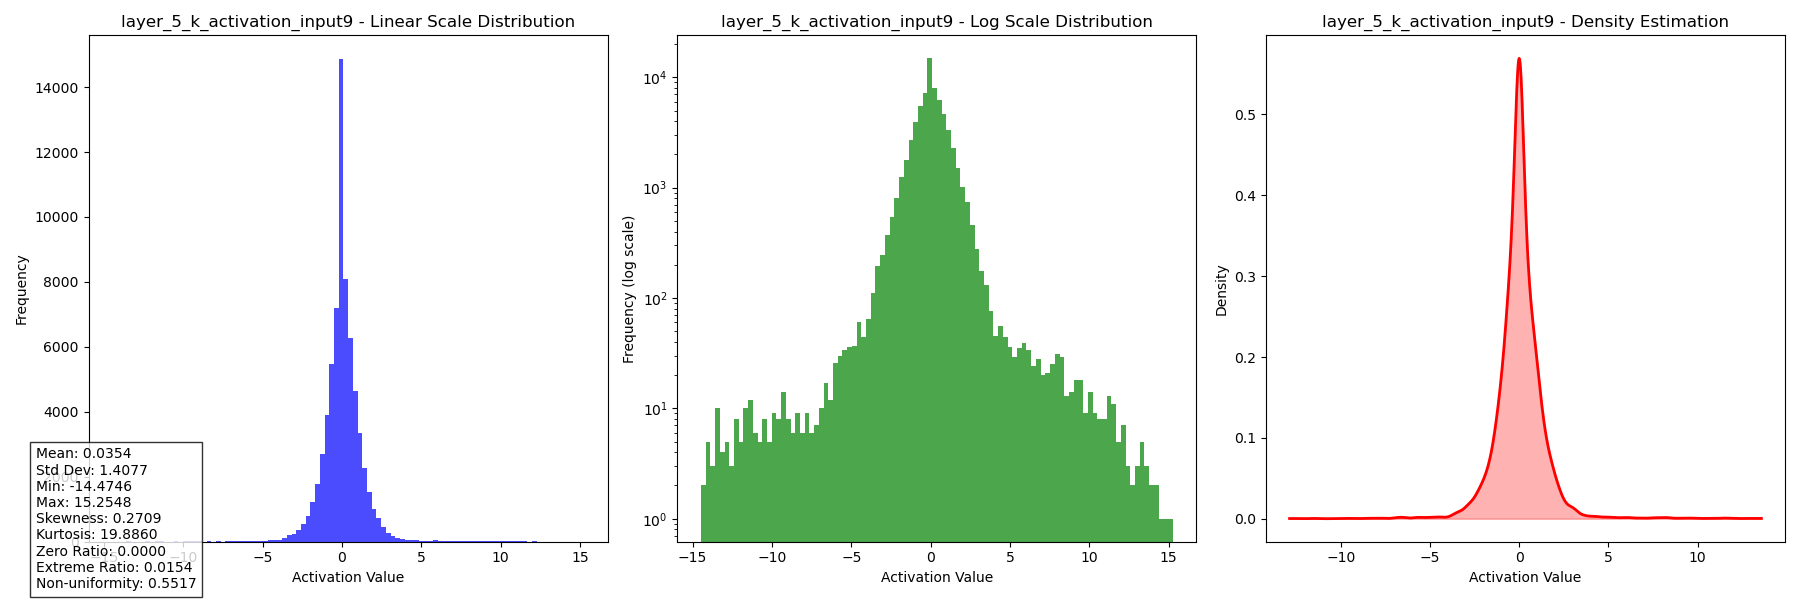 layer_5_k_activation_input9 - Linear Scale Distribution
14000
12000
10000
8000
6000
4000
2000
Frequency
−10
−5
0
5
10
15
Activation Value
Mean: 0.0354
Std Dev: 1.4077
Min: -14.4746
Max: 15.2548
Skewness: 0.2709
Kurtosis: 19.8860
Zero Ratio: 0.0000
Extreme Ratio: 0.0154
Non-uniformity: 0.5517
layer_5_k_activation_input9 - Log Scale Distribution
10⁴
10³
10²
10¹
10⁰
Frequency (log scale)
−15
−10
−5
0
5
10
15
Activation Value
layer_5_k_activation_input9 - Density Estimation
0.5
0.4
0.3
0.2
0.1
0.0
Density
−10
−5
0
5
10
Activation Value